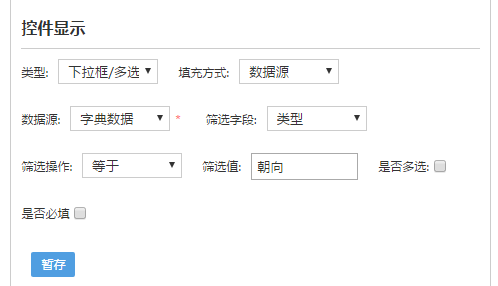 控件显示
类型: 下拉框/多选 填充方式: 数据源
数据源: 字典数据 * 筛选字段: 类型
筛选操作: 等于 筛选值: 朝向 是否多选:
是否必填
暂存